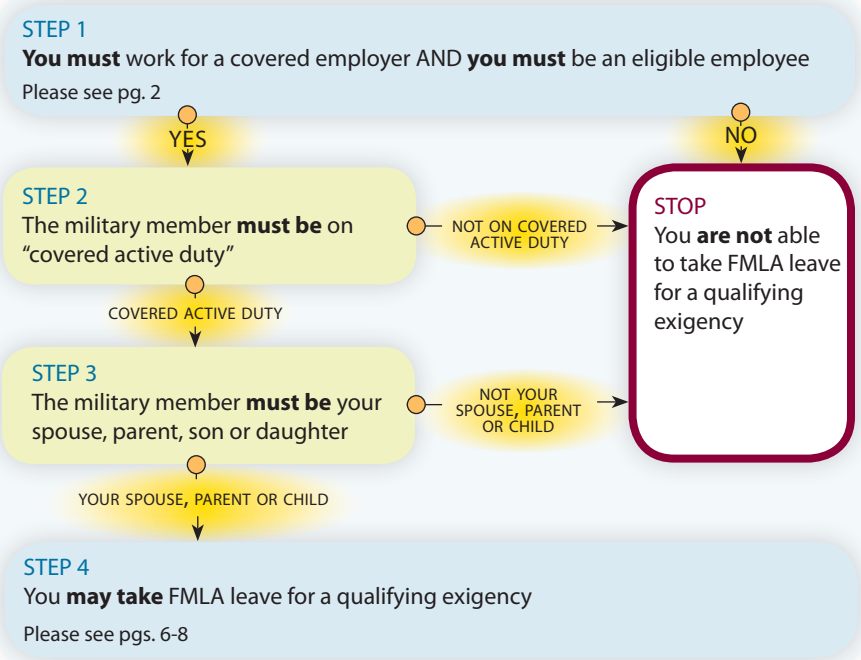 STEP 1
You must work for a covered employer AND you must be an eligible employee
Please see pg. 2
YES
NO
STEP 2
The military member must be on
“covered active duty”
NOT ON COVERED
ACTIVE DUTY
STOP
You are not able
to take FMLA leave
for a qualifying
exigency
COVERED ACTIVE DUTY
STEP 3
The military member must be your
spouse, parent, son or daughter
NOT YOUR
SPOUSE, PARENT
OR CHILD
YOUR SPOUSE, PARENT OR CHILD
STEP 4
You may take FMLA leave for a qualifying exigency
Please see pgs. 6-8